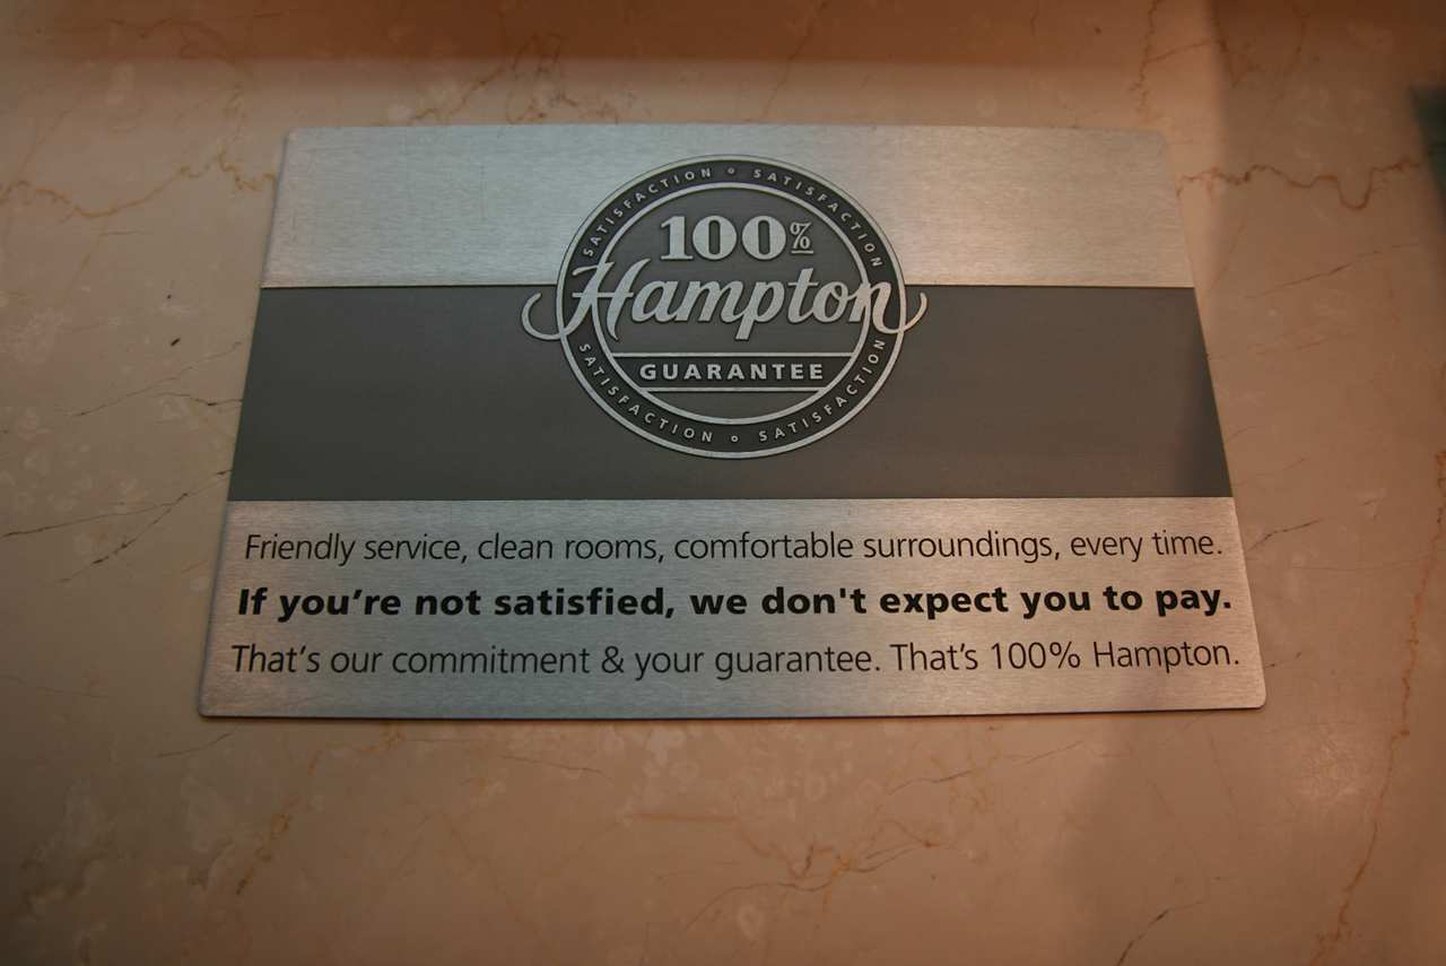 SATISFACTION ° SATISFACTION
100%
Hampton
GUARANTEE
SATISFACTION ° SATISFACTION
Friendly service, clean rooms, comfortable surroundings, every time.
If you’re not satisfied, we don't expect you to pay.
That’s our commitment & your guarantee. That’s 100% Hampton.